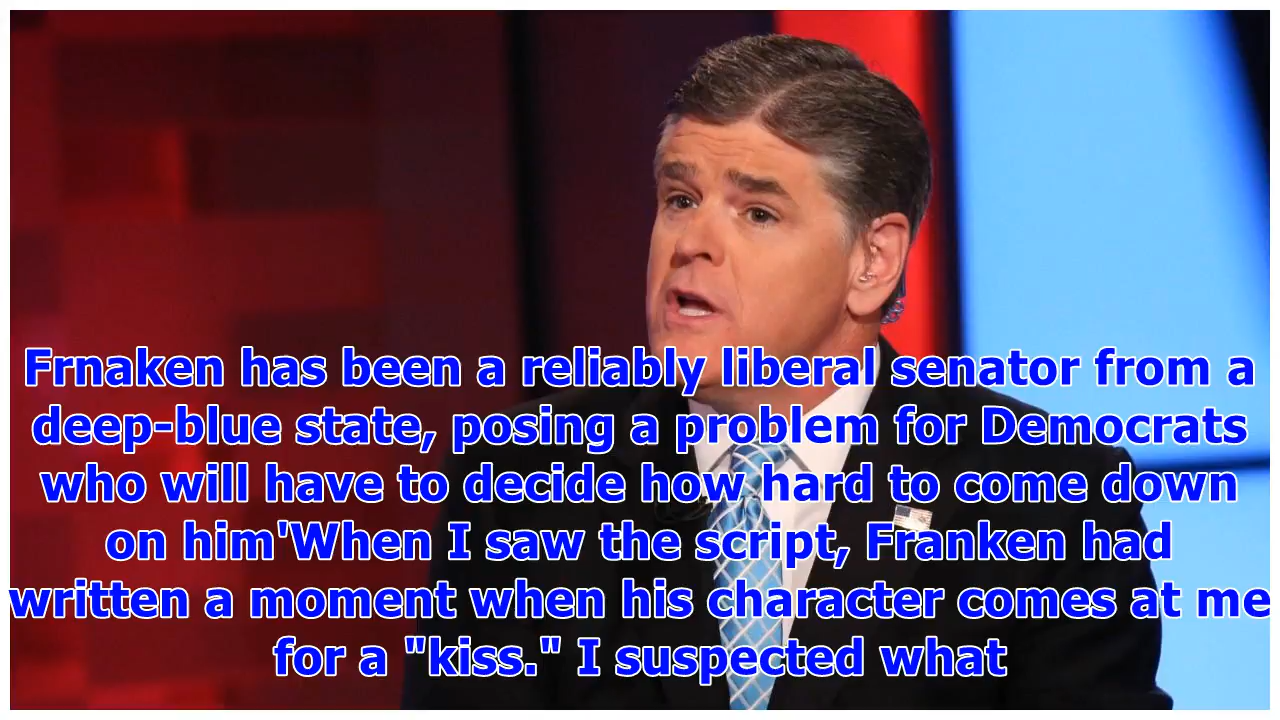 Frnaken has been a reliably liberal senator from a
deep-blue state, posing a problem for Democrats
who will have to decide how hard to come down
on him'When I saw the script, Franken had
written a moment when his character comes at me
for a "kiss." I suspected what